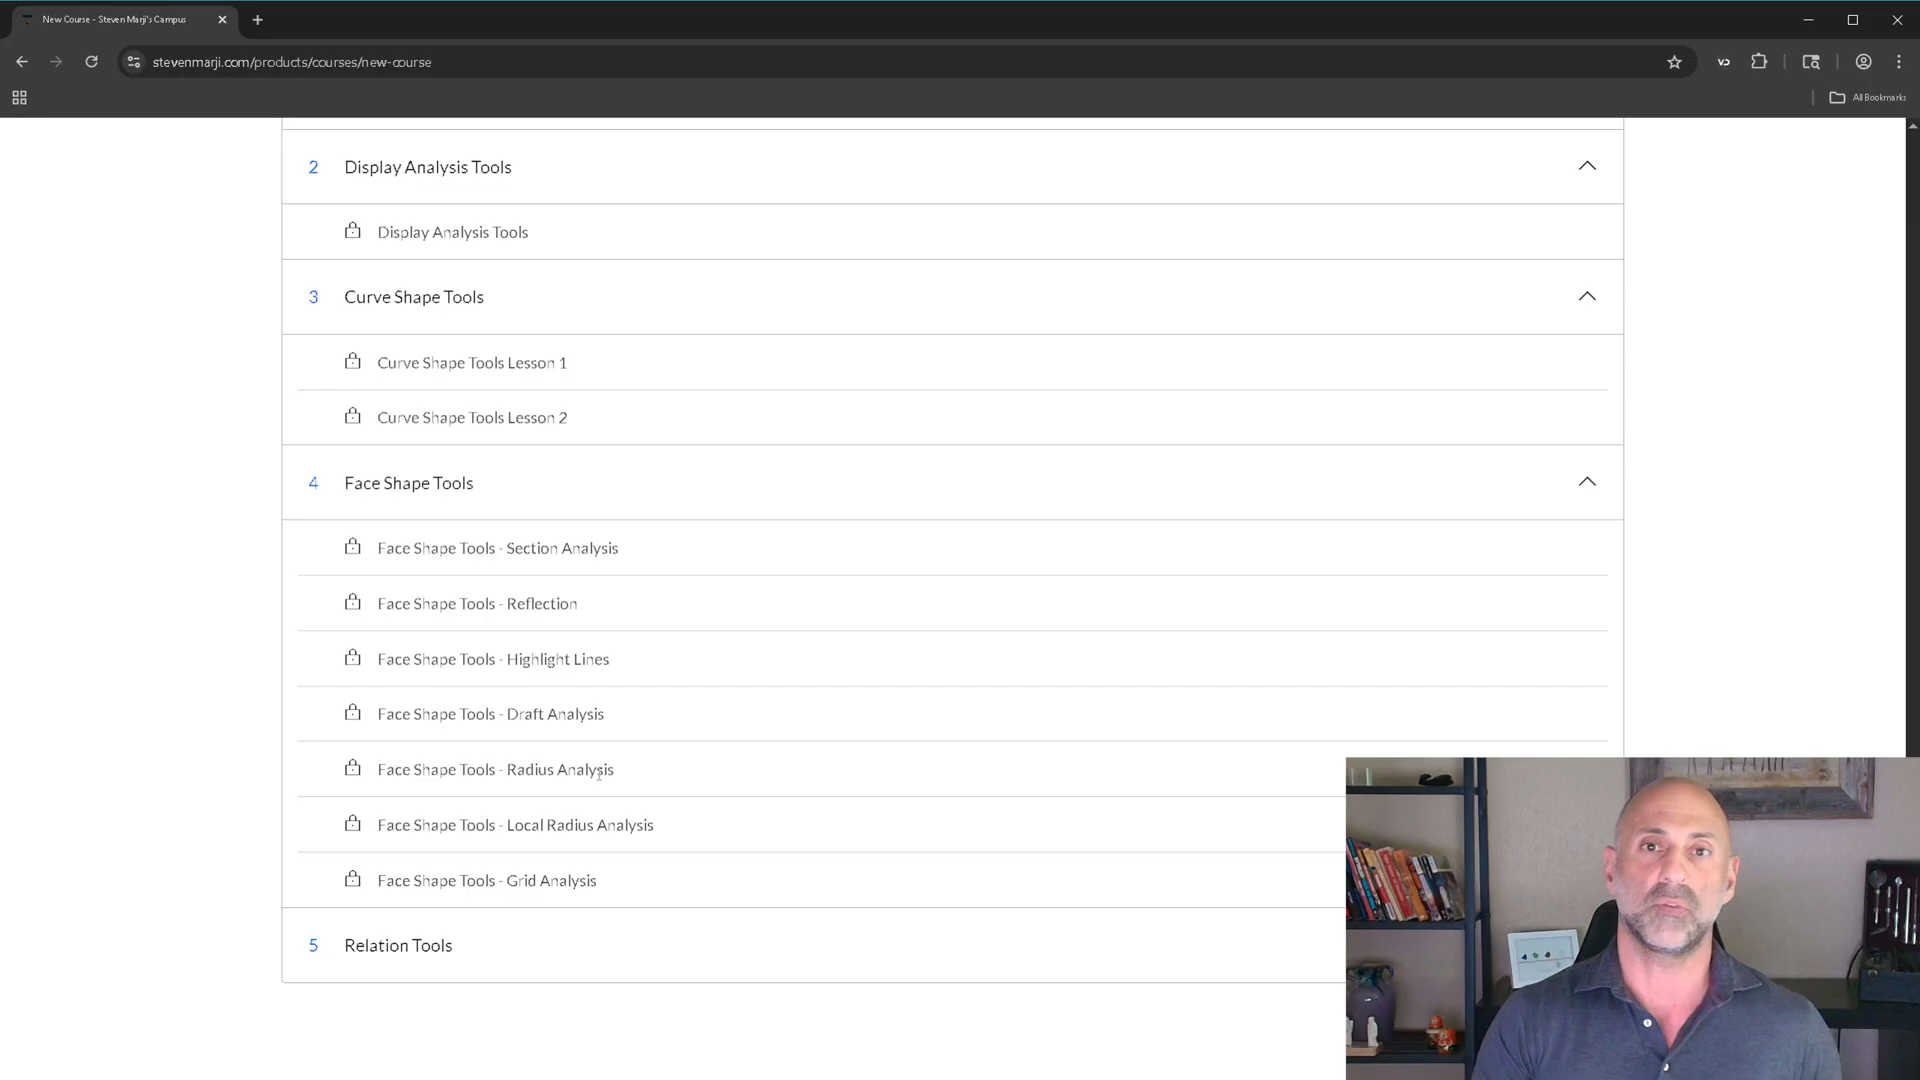 New Course - Steven Marji's Campus
stevenmarji.com/products/courses/new-course
All Bookmarks
2 Display Analysis Tools
Display Analysis Tools
3 Curve Shape Tools
Curve Shape Tools Lesson 1
Curve Shape Tools Lesson 2
4 Face Shape Tools
Face Shape Tools - Section Analysis
Face Shape Tools - Reflection
Face Shape Tools - Highlight Lines
Face Shape Tools - Draft Analysis
Face Shape Tools - Radius Analysis
Face Shape Tools - Local Radius Analysis
Face Shape Tools - Grid Analysis
5 Relation Tools